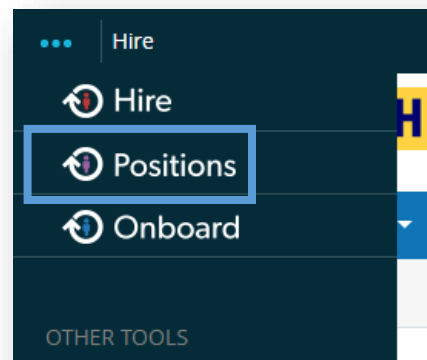 Hire
Hire
H
Positions
Onboard
OTHER TOOLS